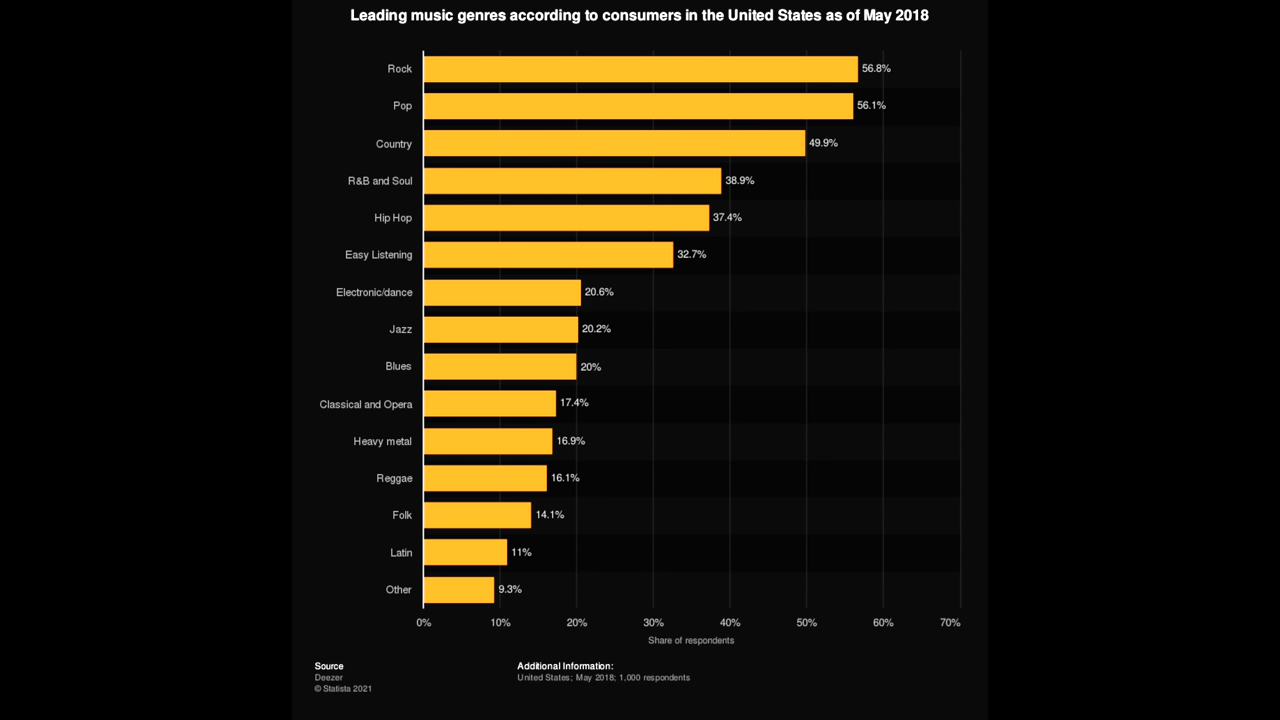 Leading music genres according to consumers in the United States as of May 2018
Rock 56.8%
Pop 56.1%
Country 49.9%
R&B and Soul 38.9%
Hip Hop 37.4%
Easy Listening 32.7%
Electronic/dance 20.6%
Jazz 20.2%
Blues 20%
Classical and Opera 17.4%
Heavy metal 16.9%
Reggae 16.1%
Folk 14.1%
Latin 11%
Other 9.3%
0% 10% 20% 30% 40% 50% 60% 70%
Share of respondents
Source
Deezer
© Statista 2021
Additional Information:
United States; May 2018; 1,000 respondents